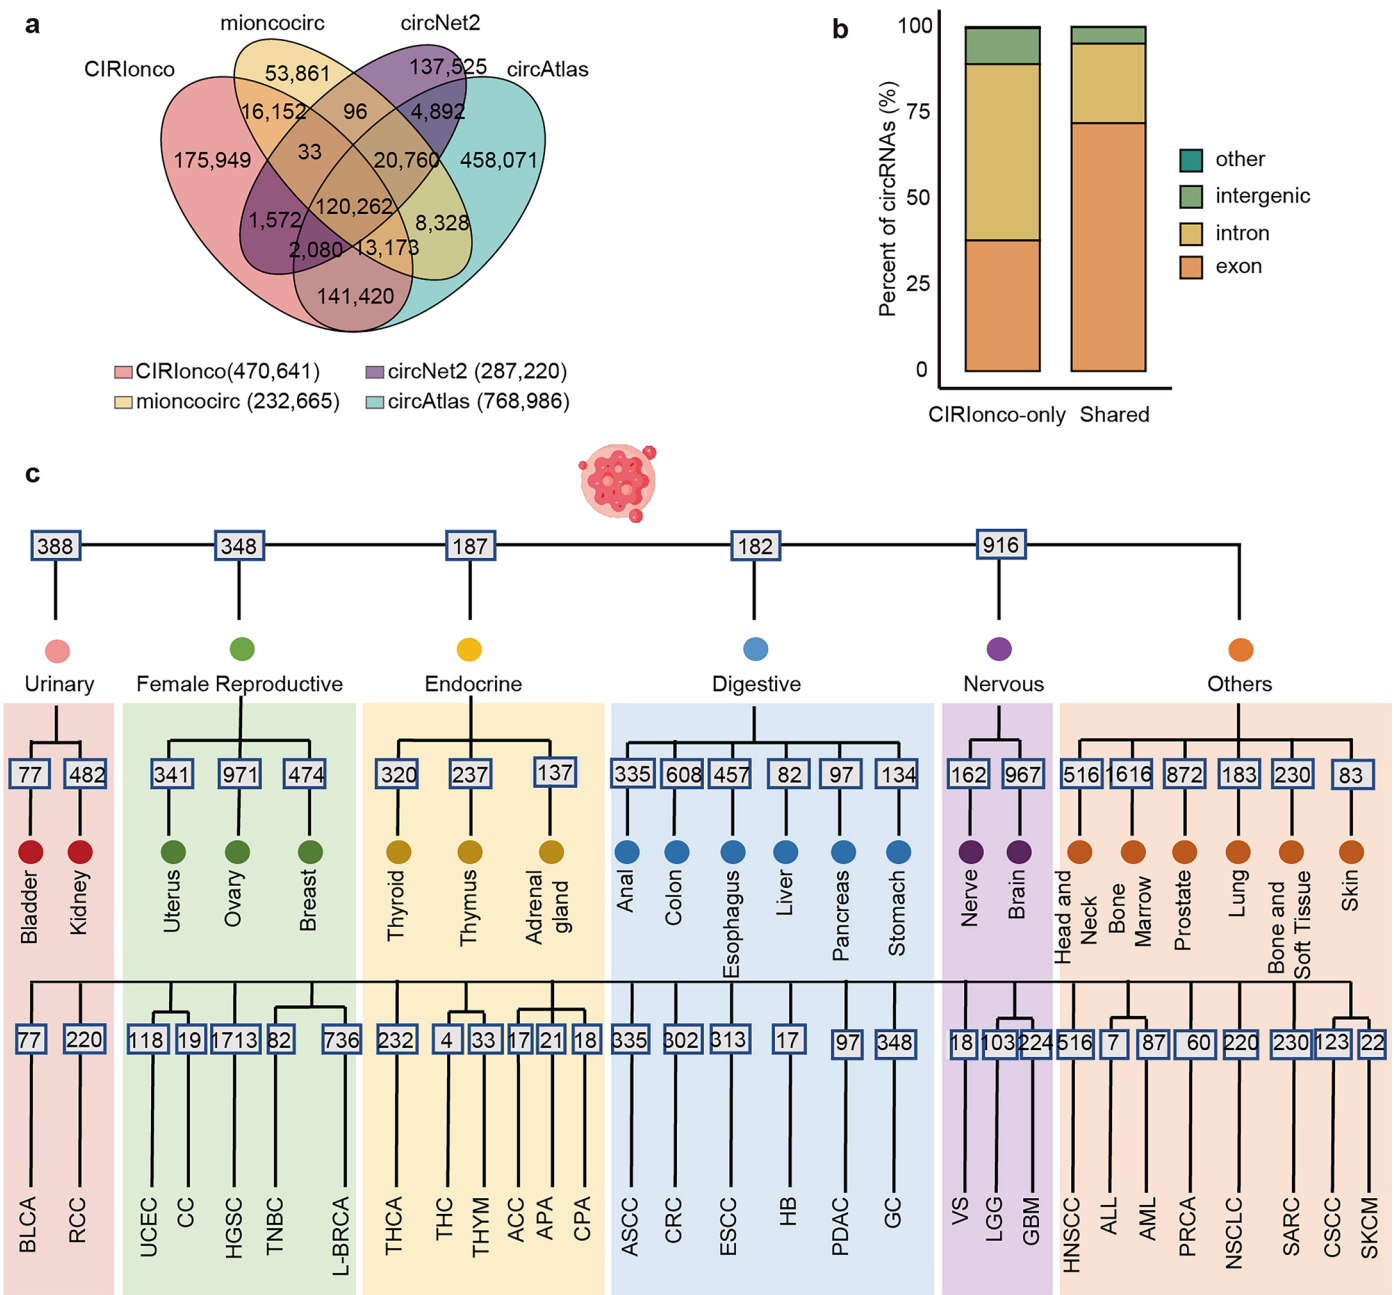 a
mioncocirc
circNet2
CIRIonco
circAtlas
53,861
137,525
16,152
96
4,892
175,949
33
20,760
458,071
120,262
1,572
8,328
2,080
13,173
141,420
CIRIonco(470,641)
circNet2 (287,220)
mioncocirc (232,665)
circAtlas (768,986)
b
Percent of circRNAs (%)
100
75
50
25
0
CIRIonco-only
Shared
other
intergenic
intron
exon
c
388
348
187
182
916
Urinary
Female Reproductive
Endocrine
Digestive
Nervous
Others
77
482
341
971
474
320
237
137
335
608
457
82
97
134
162
967
516
1616
872
183
230
83
Bladder
Kidney
Uterus
Ovary
Breast
Thyroid
Thymus
Adrenal
gland
Anal
Colon
Esophagus
Liver
Pancreas
Stomach
Nerve
Brain
Head and
Neck
Bone
Marrow
Prostate
Lung
Bone and
Soft Tissue
Skin
77
220
118
19
1713
82
736
232
4
33
17
21
18
335
302
313
17
97
348
18
103
224
516
7
87
60
220
230
123
22
BLCA
RCC
UCEC
CC
HGSC
TNBC
L-BRCA
THCA
THC
THYM
ACC
APA
CPA
ASCC
CRC
ESCC
HB
PDAC
GC
VS
LGG
GBM
HNSCC
ALL
AML
PRCA
NSCLC
SARC
CSCC
SKCM